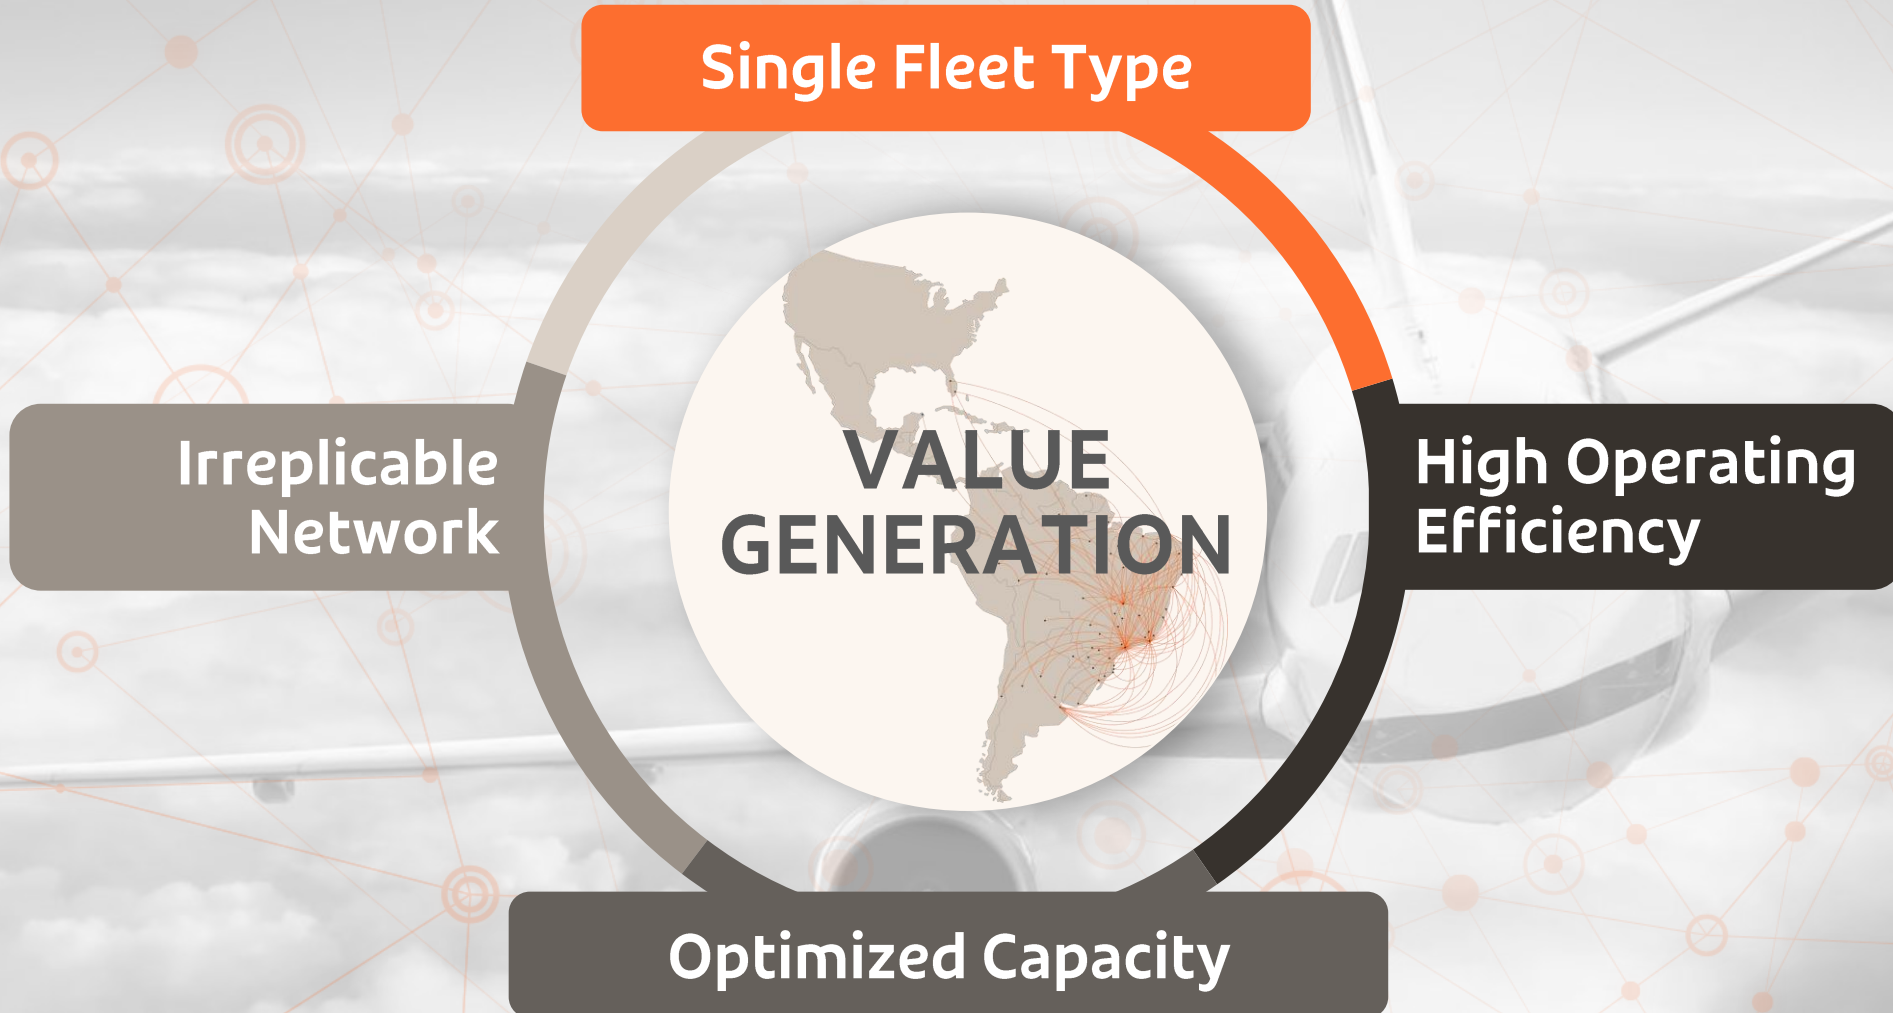 Single Fleet Type
Irreplicable
Network
VALUE
GENERATION
High Operating
Efficiency
Optimized Capacity